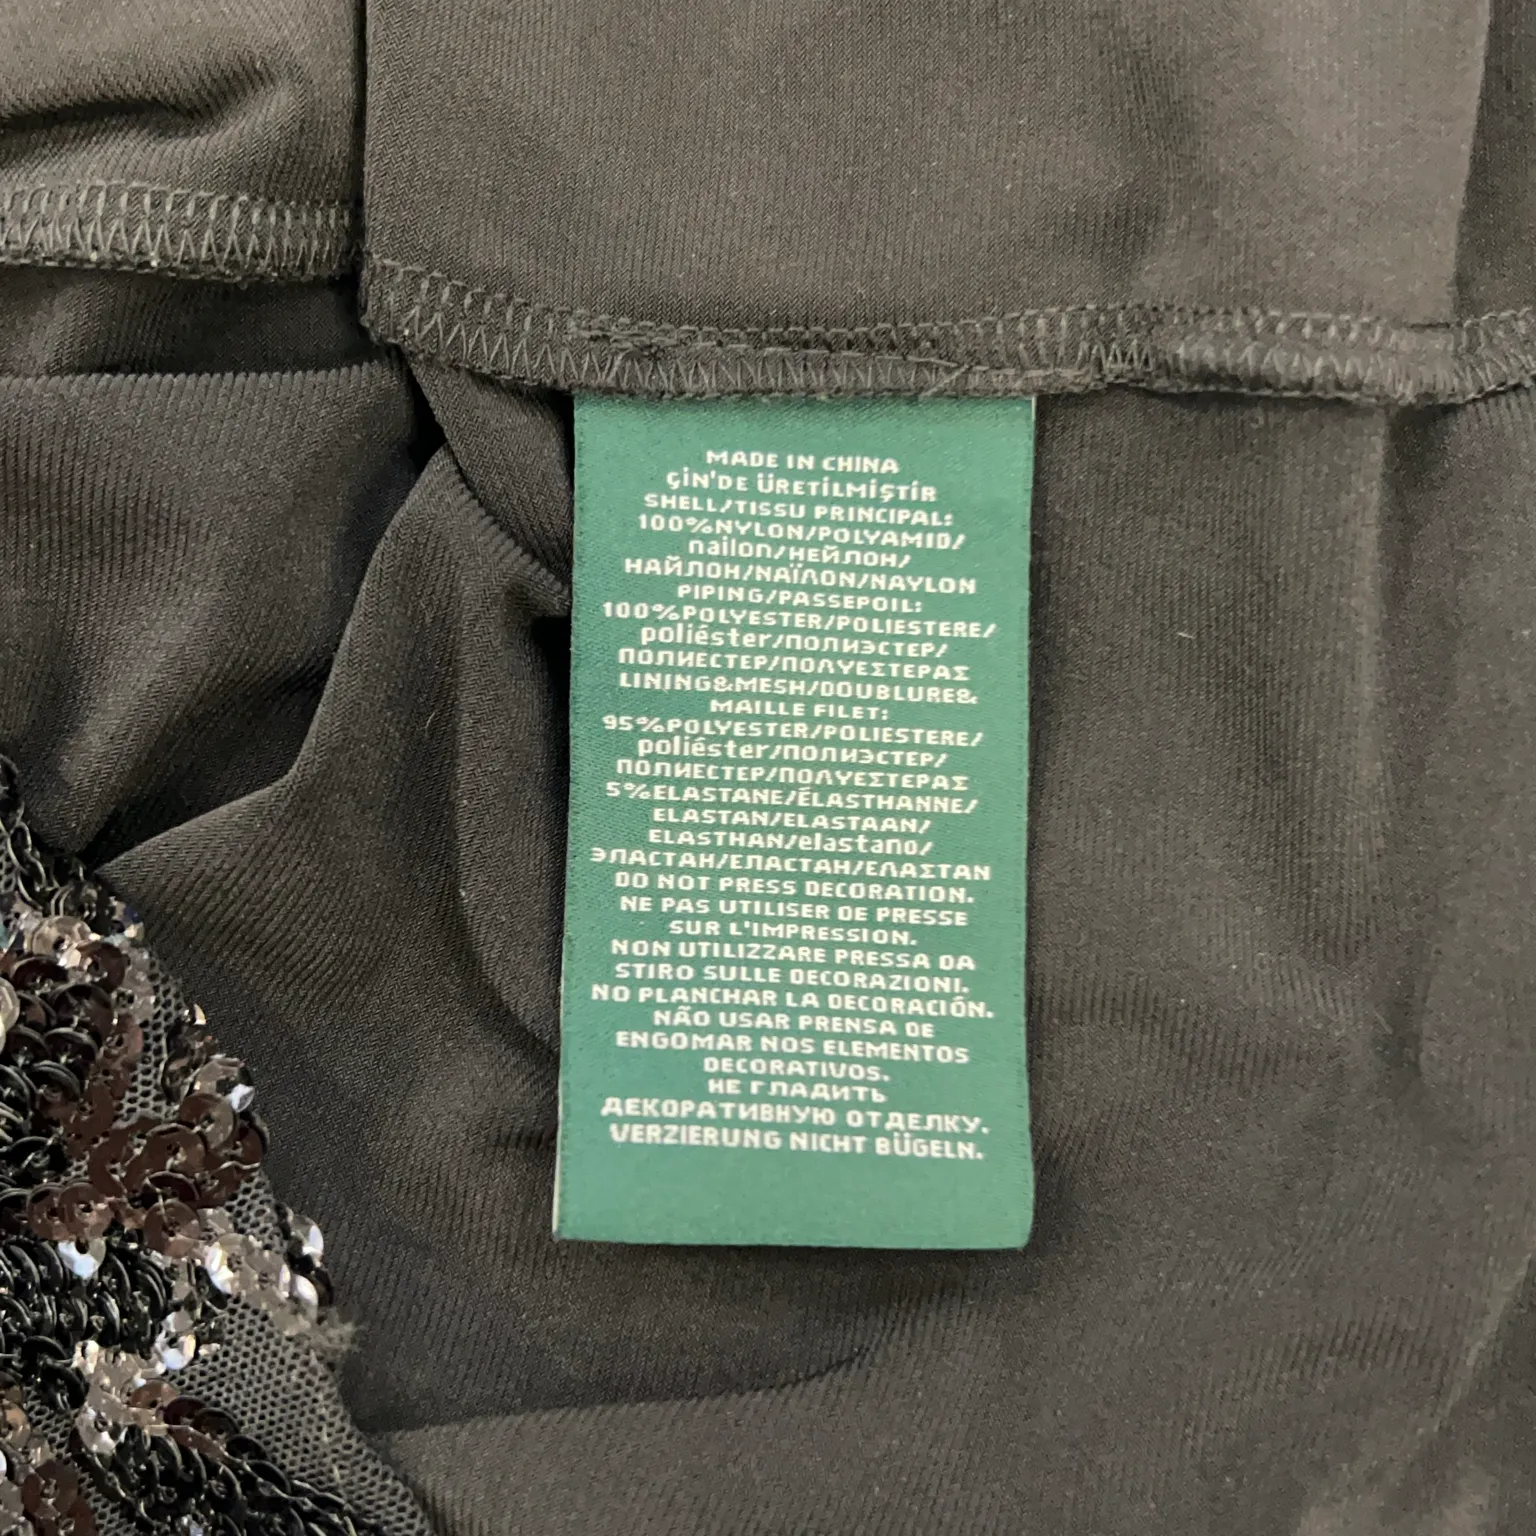 MADE IN CHINA
ÇİN'DE ÜRETİLMİŞTİR
SHELL/TISSU PRINCIPAL:
100%NYLON/POLYAMID/
nailon/НЕЙЛОН/
НАЙЛОН/ΝΑΪΛΟΝ/NAYLON
PIPING/PASSEPOIL:
100%POLYESTER/POLIESTERE/
poliéster/ПОЛИЭСТЕР/
ПОЛИЕСТЕР/ΠΟΛΥΕΣΤΕΡΑΣ
LINING&MESH/DOUBLURE&
MAILLE FILET:
95%POLYESTER/POLIESTERE/
poliéster/ПОЛИЭСТЕР/
ПОЛИЕСТЕР/ΠΟΛΥΕΣΤΕΡΑΣ
5%ELASTANE/ÉLASTHANNE/
ELASTAN/ELASTAAN/
ELASTHAN/elastano/
ЭЛАСТАН/ЕЛАСТАН/ΕΛΑΣΤΑΝ
DO NOT PRESS DECORATION.
NE PAS UTILISER DE PRESSE
SUR L'IMPRESSION.
NON UTILIZZARE PRESSA DA
STIRO SULLE DECORAZIONI.
NO PLANCHAR LA DECORACIÓN.
NÃO USAR PRENSA DE
ENGOMAR NOS ELEMENTOS
DECORATIVOS.
НЕ ГЛАДИТЬ
ДЕКОРАТИВНУЮ ОТДЕЛКУ.
VERZIERUNG NICHT BÜGELN.